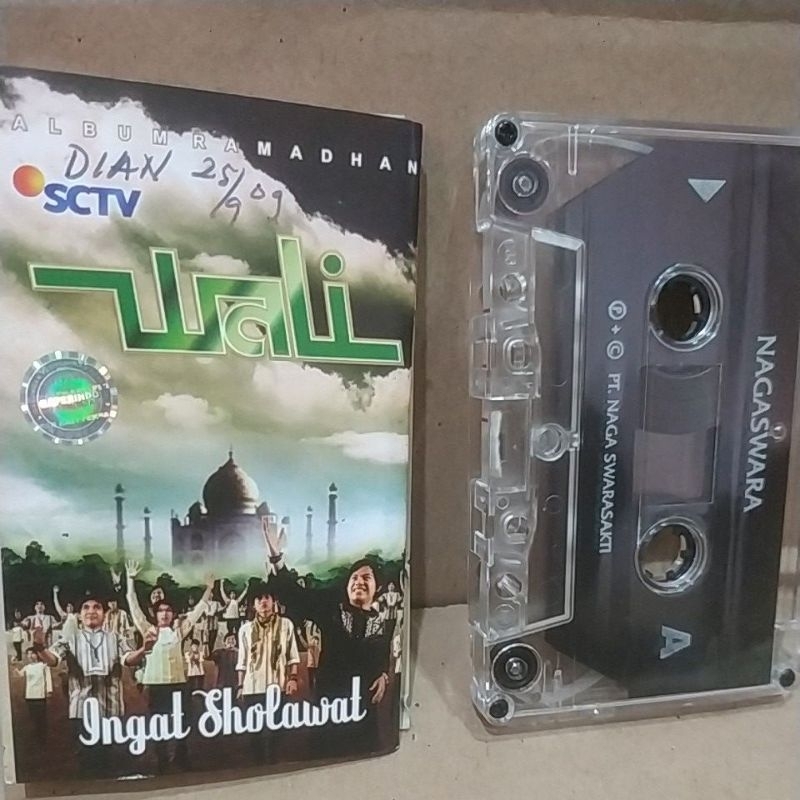 ALBUM RAMADHAN
DIAN 25/9 09
SCTV
Wali
Ingat Sholawat
NAGASWARA
Ⓟ + © PT. NAGA SWARASAKTI
A